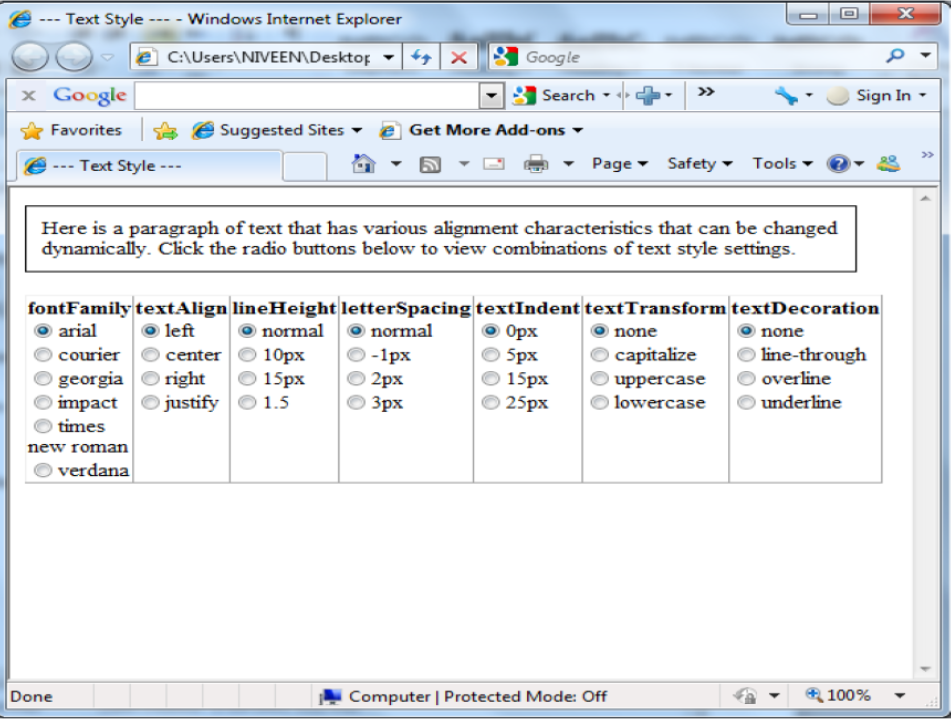 --- Text Style --- - Windows Internet Explorer
C:\Users\NIVEEN\Desktop Google
x Google Search >> Sign In
Favorites Suggested Sites Get More Add-ons
--- Text Style --- Page Safety Tools >>
Here is a paragraph of text that has various alignment characteristics that can be changed
dynamically. Click the radio buttons below to view combinations of text style settings.
fontFamily textAlign lineHeight letterSpacing textIndent textTransform textDecoration
arial left normal normal 0px none none
courier center 10px -1px 5px capitalize line-through
georgia right 15px 2px 15px uppercase overline
impact justify 1.5 3px 25px lowercase underline
times
new roman
verdana
Done Computer | Protected Mode: Off 100%